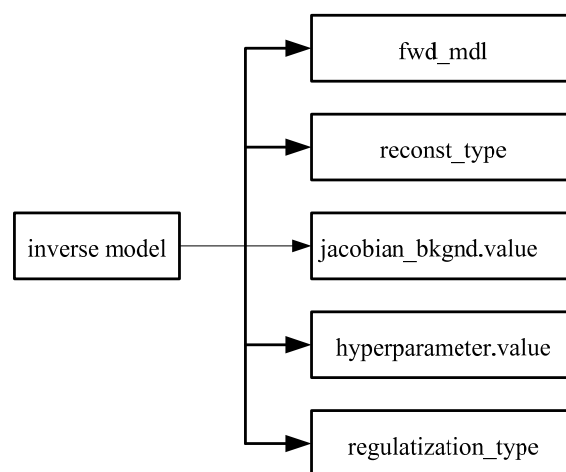 fwd_mdl
reconst_type
inverse model
jacobian_bkgnd.value
hyperparameter.value
regulatization_type